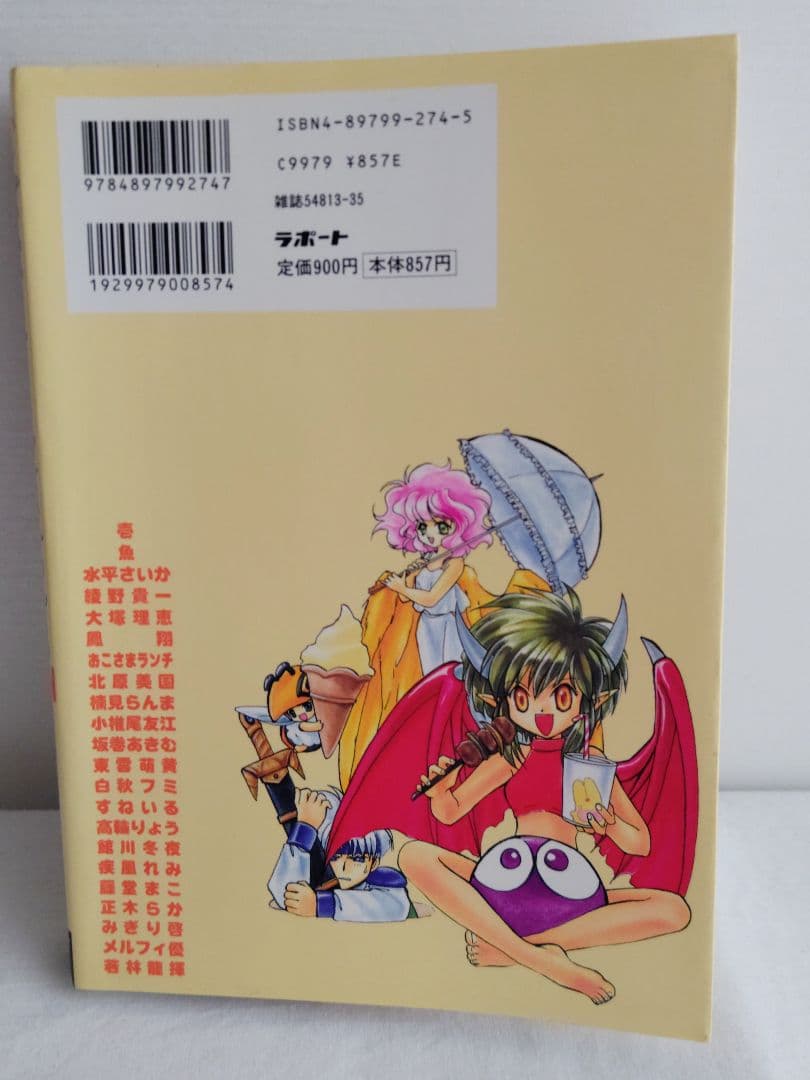 ISBN4-89799-274-5
9784897992747
C9979 ¥857E
雑誌54813-35
ラポート
1929979008574
定価900円 本体857円
壱
魚
水平さいか
綾野貴一
大塚理恵
鳳 翔
おこさまランチ
北原美国
楠見らんま
小椎尾友江
坂巻あきむ
東雲萌黄
白秋フミ
すねいる
高輪りょう
館川冬夜
疾風れみ
藤堂まこ
正木らか
みぎり啓
メルフィ優
若林龍揮